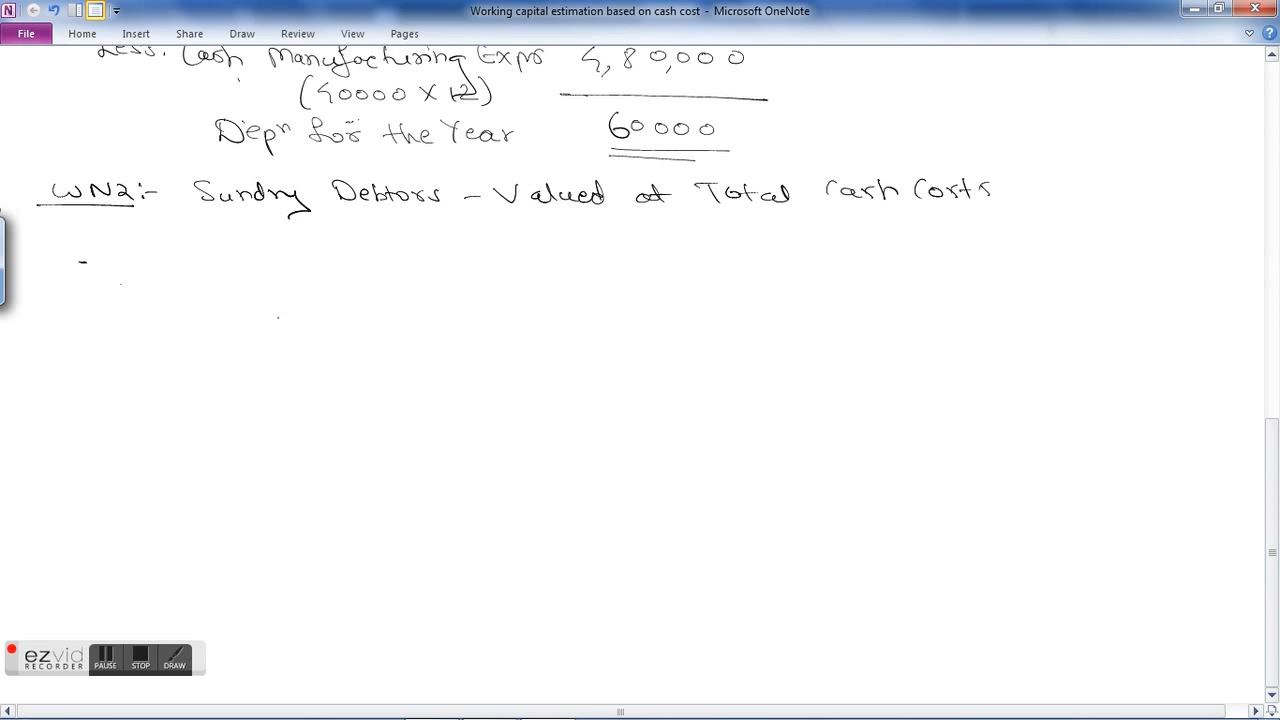 Working capital estimation based on cash cost - Microsoft OneNote
File Home Insert Share Draw Review View Pages
Less: Cash Manufacturing Exps 4,80,000
(40000 X 12)
Depn for the Year 60000
WN2:- Sundry Debtors - Valued at Total Cash Costs
-
ezvid
RECORDER
PAUSE STOP DRAW